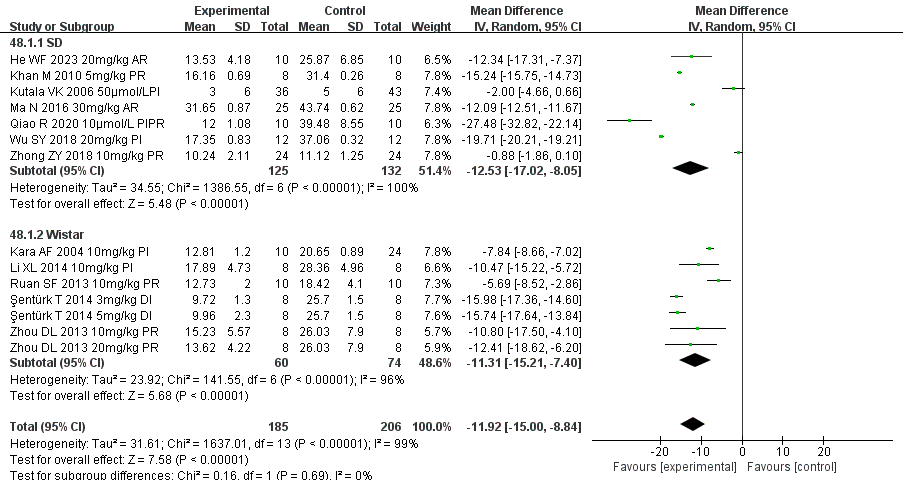 Experimental Control Mean Difference Mean Difference
Study or Subgroup Mean SD Total Mean SD Total Weight IV, Random, 95% CI IV, Random, 95% CI
48.1.1 SD
He WF 2023 20mg/kg AR 13.53 4.18 10 25.87 6.85 10 6.5% -12.34 [-17.31, -7.37]
Khan M 2010 5mg/kg PR 16.16 0.69 8 31.4 0.26 8 7.8% -15.24 [-15.75, -14.73]
Kutala VK 2006 50μmol/LPI 3 6 36 5 6 43 7.4% -2.00 [-4.66, 0.66]
Ma N 2016 30mg/kg AR 31.65 0.87 25 43.74 0.62 25 7.8% -12.09 [-12.51, -11.67]
Qiao R 2020 10μmol/L PIPR 12 1.08 10 39.48 8.55 10 6.3% -27.48 [-32.82, -22.14]
Wu SY 2018 20mg/kg PI 17.35 0.83 12 37.06 0.32 12 7.8% -19.71 [-20.21, -19.21]
Zhong ZY 2018 10mg/kg PR 10.24 2.11 24 11.12 1.25 24 7.8% -0.88 [-1.86, 0.10]
Subtotal (95% CI) 125 132 51.4% -12.53 [-17.02, -8.05]
Heterogeneity: Tau² = 34.55; Chi² = 1386.55, df = 6 (P < 0.00001); I² = 100%
Test for overall effect: Z = 5.48 (P < 0.00001)
48.1.2 Wistar
Kara AF 2004 10mg/kg PI 12.81 1.2 10 20.65 0.89 24 7.8% -7.84 [-8.66, -7.02]
Li XL 2014 10mg/kg PI 17.89 4.73 8 28.36 4.96 8 6.6% -10.47 [-15.22, -5.72]
Ruan SF 2013 10mg/kg PR 12.73 2 10 18.42 4.1 10 7.4% -5.69 [-8.52, -2.86]
Şentürk T 2014 3mg/kg DI 9.72 1.3 8 25.7 1.5 8 7.7% -15.98 [-17.36, -14.60]
Şentürk T 2014 5mg/kg DI 9.96 2.3 8 25.7 1.5 8 7.6% -15.74 [-17.64, -13.84]
Zhou DL 2013 10mg/kg PR 15.23 5.57 8 26.03 7.9 8 5.6% -10.80 [-17.50, -4.10]
Zhou DL 2013 20mg/kg PR 13.62 4.22 8 26.03 7.9 8 5.9% -12.41 [-18.62, -6.20]
Subtotal (95% CI) 60 74 48.6% -11.31 [-15.21, -7.40]
Heterogeneity: Tau² = 23.92; Chi² = 141.55, df = 6 (P < 0.00001); I² = 96%
Test for overall effect: Z = 5.68 (P < 0.00001)
Total (95% CI) 185 206 100.0% -11.92 [-15.00, -8.84]
Heterogeneity: Tau² = 31.61; Chi² = 1637.01, df = 13 (P < 0.00001); I² = 99%
Test for overall effect: Z = 7.58 (P < 0.00001)
Test for subgroup differences: Chi² = 0.16, df = 1 (P = 0.69), I² = 0%
-20 -10 0 10 20
Favours [experimental] Favours [control]